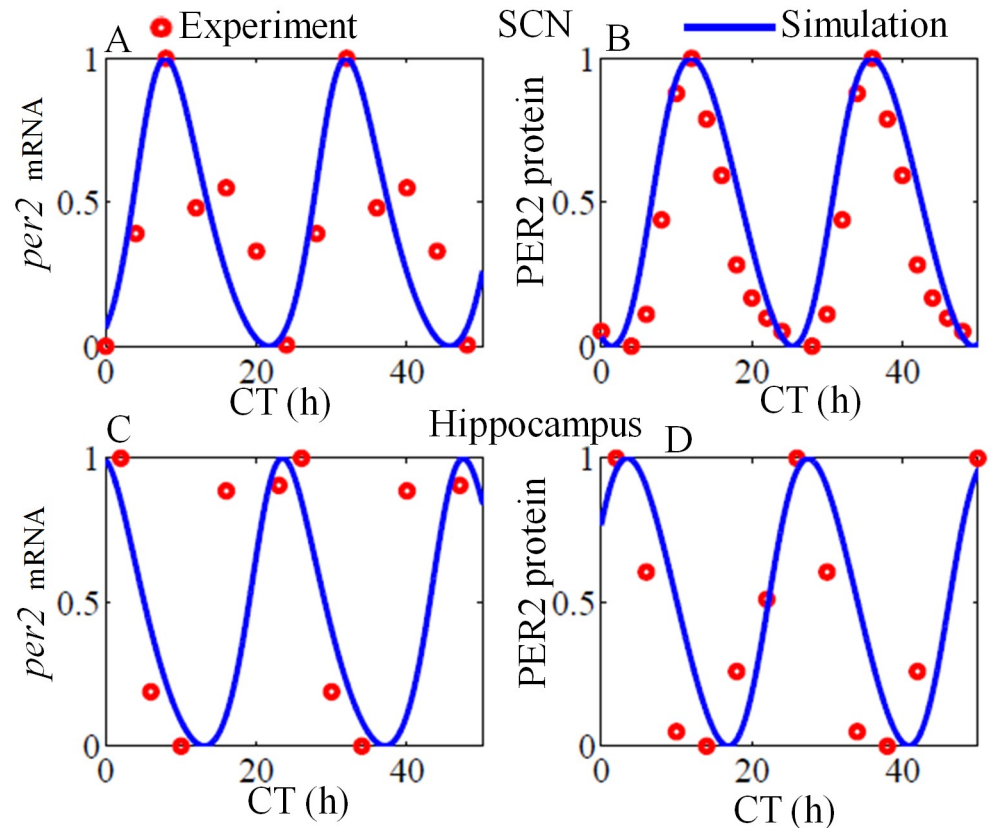 Experiment SCN Simulation
A B
1 1
0.5 0.5
0 0
0 20 40 0 20 40
per2 mRNA PER2 protein
CT (h) CT (h)
Hippocampus
C D
1 1
0.5 0.5
0 0
0 20 40 0 20 40
per2 mRNA PER2 protein
CT (h) CT (h)